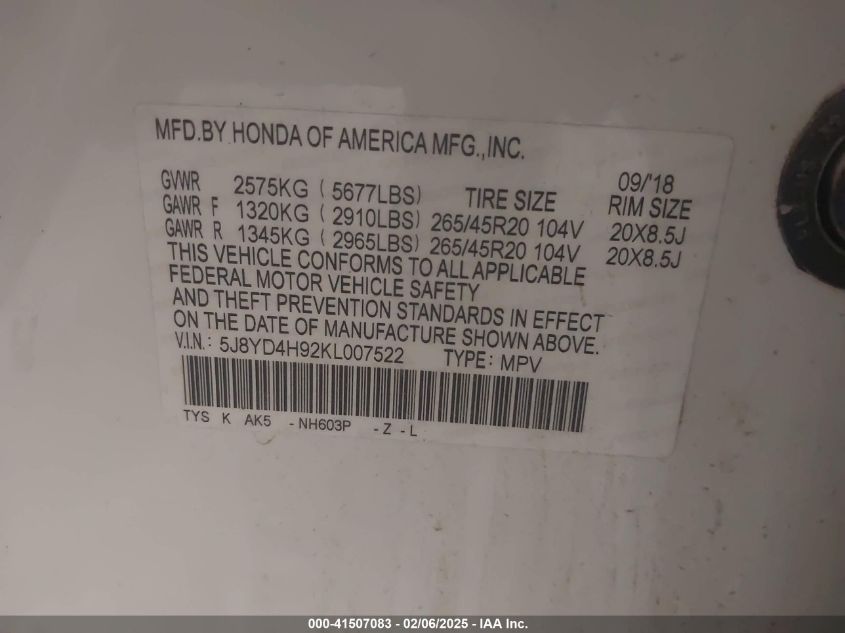 MFD.BY HONDA OF AMERICA MFG.,INC.
09/'18
GVWR 2575KG ( 5677LBS) TIRE SIZE RIM SIZE
GAWR F 1320KG ( 2910LBS) 265/45R20 104V 20X8.5J
GAWR R 1345KG ( 2965LBS) 265/45R20 104V 20X8.5J
THIS VEHICLE CONFORMS TO ALL APPLICABLE
FEDERAL MOTOR VEHICLE SAFETY
AND THEFT PREVENTION STANDARDS IN EFFECT
ON THE DATE OF MANUFACTURE SHOWN ABOVE.
V.I.N.: 5J8YD4H92KL007522 TYPE: MPV
TYS K AK5 - NH603P - Z - L
000-41507083 - 02/06/2025 - IAA Inc.